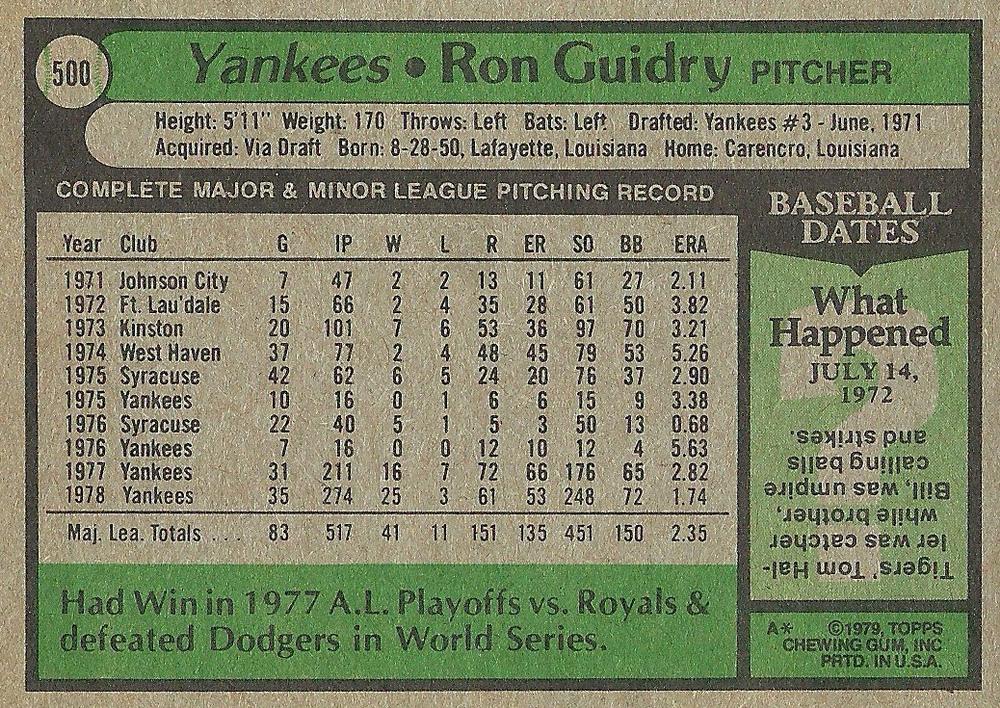 500
Yankees • Ron Guidry PITCHER
Height: 5'11" Weight: 170 Throws: Left Bats: Left Drafted: Yankees #3 - June, 1971
Acquired: Via Draft Born: 8-28-50, Lafayette, Louisiana Home: Carencro, Louisiana
COMPLETE MAJOR & MINOR LEAGUE PITCHING RECORD
Year Club G IP W L R ER SO BB ERA
1971 Johnson City 7 47 2 2 13 11 61 27 2.11
1972 Ft. Lau'dale 15 66 2 4 35 28 61 50 3.82
1973 Kinston 20 101 7 6 53 36 97 70 3.21
1974 West Haven 37 77 2 4 48 45 79 53 5.26
1975 Syracuse 42 62 6 5 24 20 76 37 2.90
1975 Yankees 10 16 0 1 6 6 15 9 3.38
1976 Syracuse 22 40 5 1 5 3 50 13 0.68
1976 Yankees 7 16 0 0 12 10 12 4 5.63
1977 Yankees 31 211 16 7 72 66 176 65 2.82
1978 Yankees 35 274 25 3 61 53 248 72 1.74
Maj. Lea. Totals .... 83 517 41 11 151 135 451 150 2.35
Had Win in 1977 A.L. Playoffs vs. Royals &
defeated Dodgers in World Series.
BASEBALL
DATES
What
Happened
JULY 14,
1972
Tigers' Tom Hal-
ler was catcher
while brother,
Bill, was umpire
calling balls
and strikes.
A* ©1979, TOPPS
CHEWING GUM, INC
PRTD. IN U.S.A.